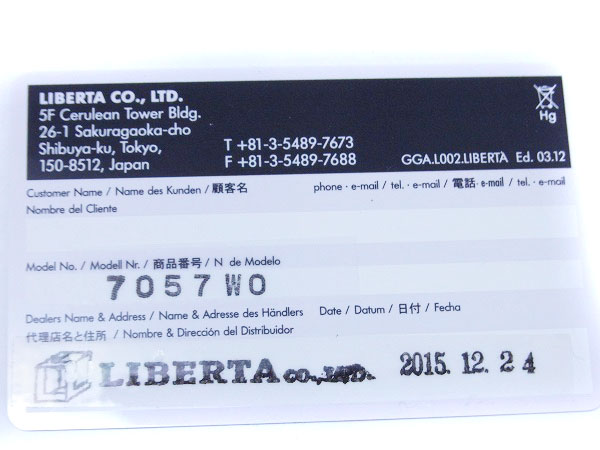 LIBERTA CO., LTD.
5F Cerulean Tower Bldg.
26-1 Sakuragaoka-cho
Shibuya-ku, Tokyo, T +81-3-5489-7673
150-8512, Japan F +81-3-5489-7688
Hg
GGA.L002.LIBERTA Ed. 03.12
Customer Name / Name des Kunden / 顧客名 phone · e-mail / tel. · e-mail / 電話 · e-mail / tel. · e-mail
Nombre del Cliente
Model No. / Modell Nr. / 商品番号 / N de Modelo
7057WO
Dealers Name & Address / Name & Adresse des Händlers Date / Datum / 日付 / Fecha
代理店名と住所 / Nombre & Dirección del Distribuidor
LIBERTA CO.,LTD. 2015.12.24